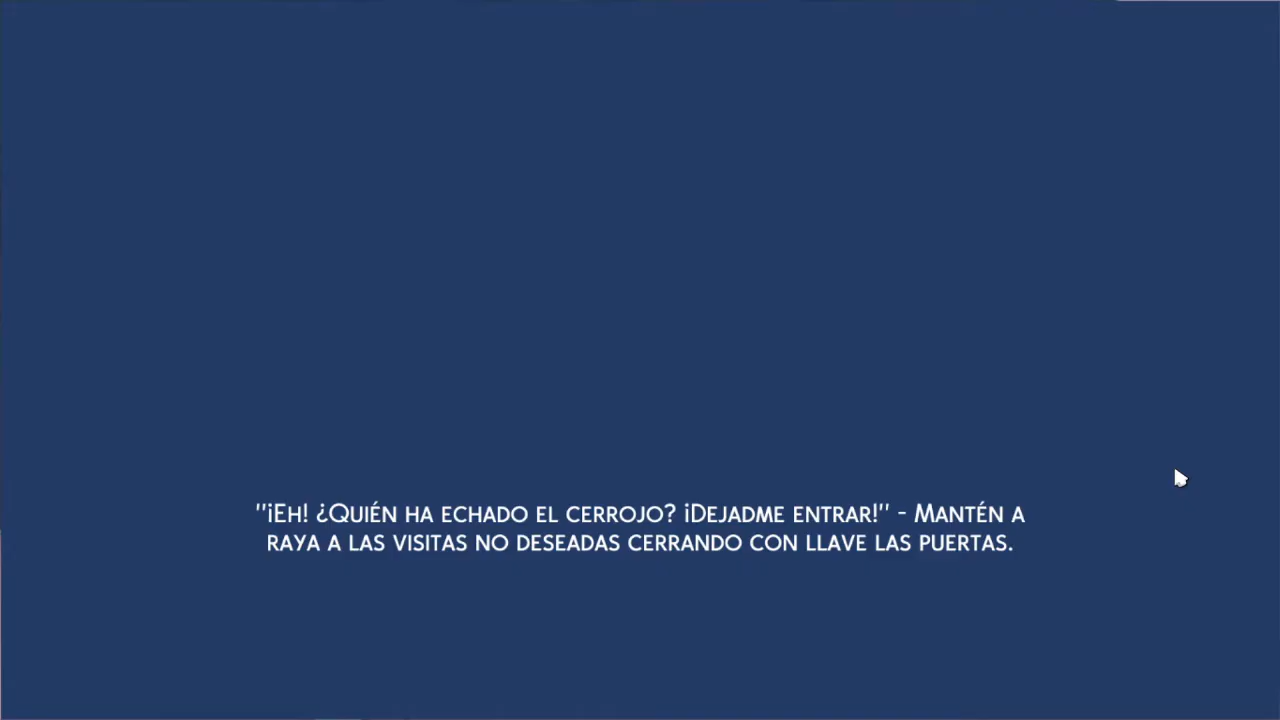 "¡Eh! ¿Quién ha echado el cerrojo? ¡Dejadme entrar!" - Mantén a
raya a las visitas no deseadas cerrando con llave las puertas.